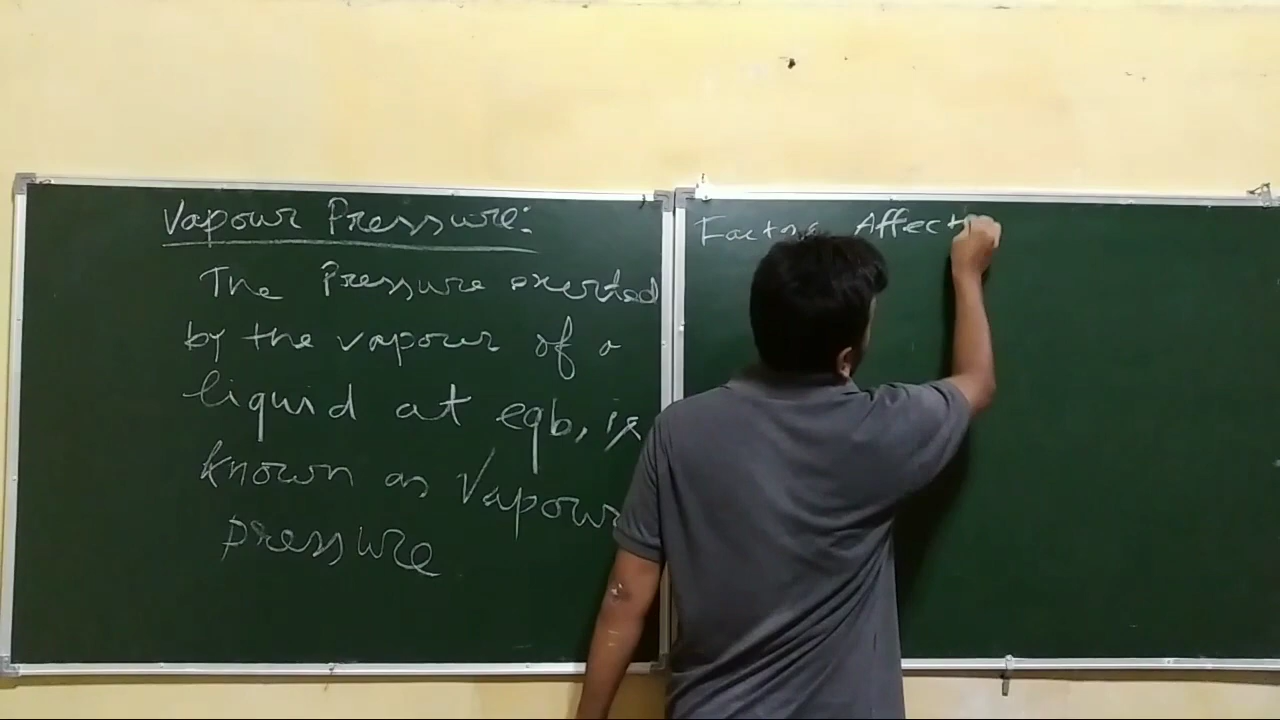 Vapour Pressure:
The Pressure exerted
by the vapour of a
liquid at eqb, is
known as Vapour
pressure
Factors Affect